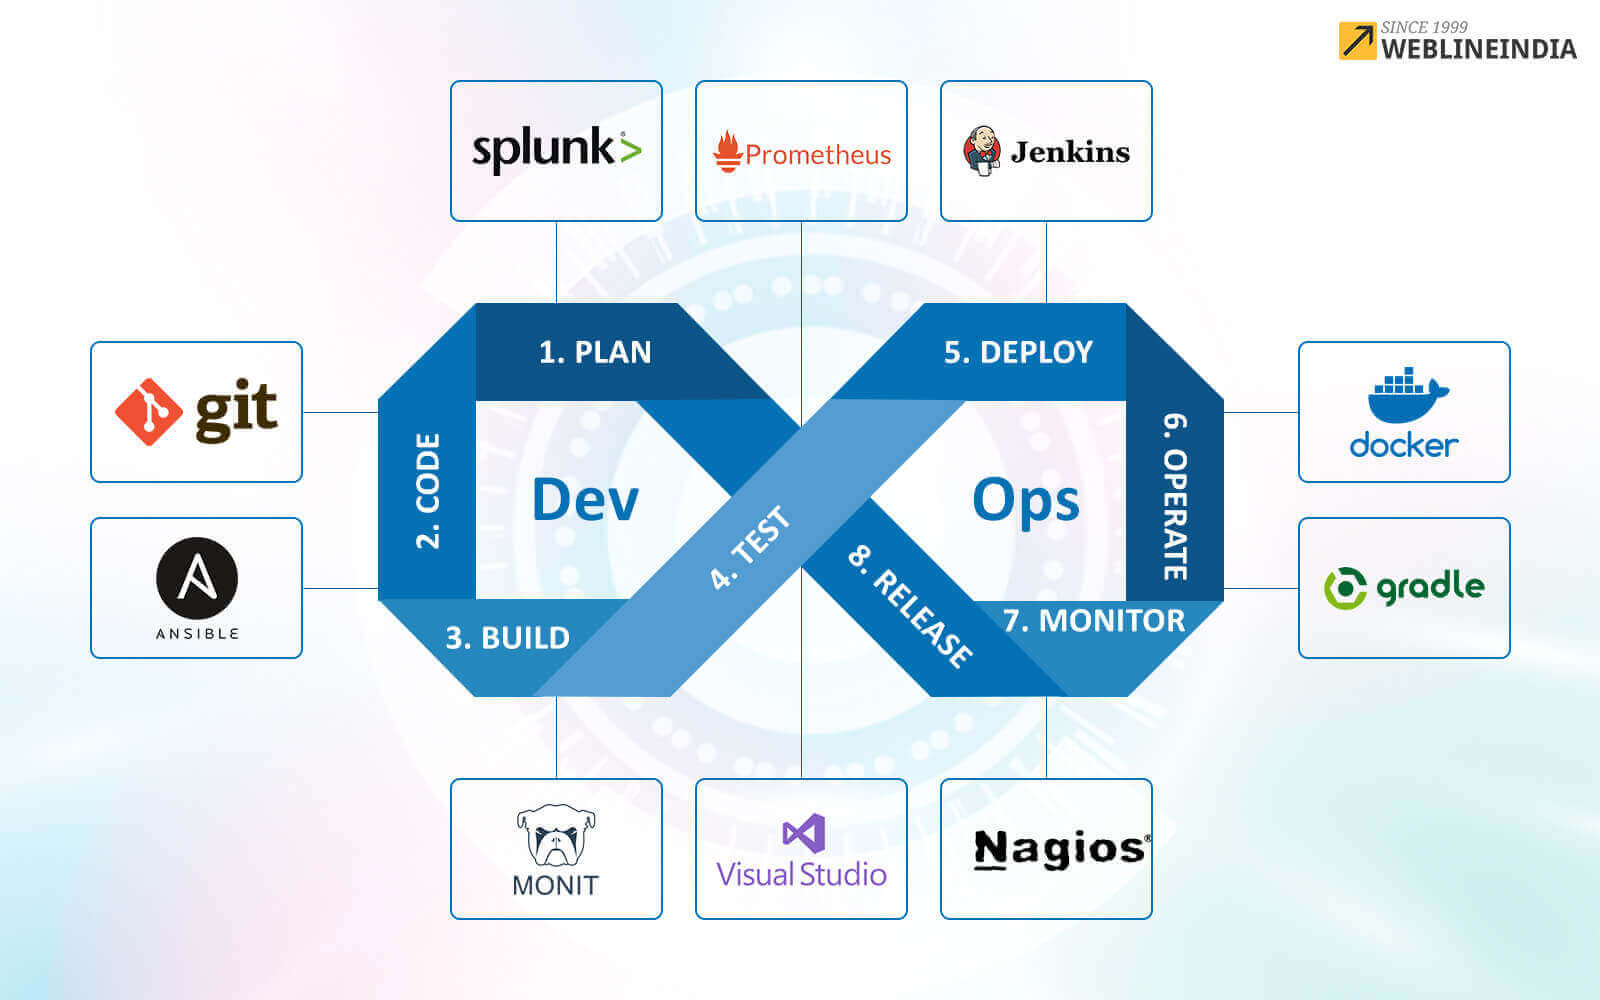 SINCE 1999
WEBLINEINDIA
splunk>
Prometheus
Jenkins
1. PLAN
5. DEPLOY
git
docker
2. CODE
Dev
Ops
6. OPERATE
4. TEST
8. RELEASE
ANSIBLE
gradle
3. BUILD
7. MONITOR
MONIT
Visual Studio
Nagios®